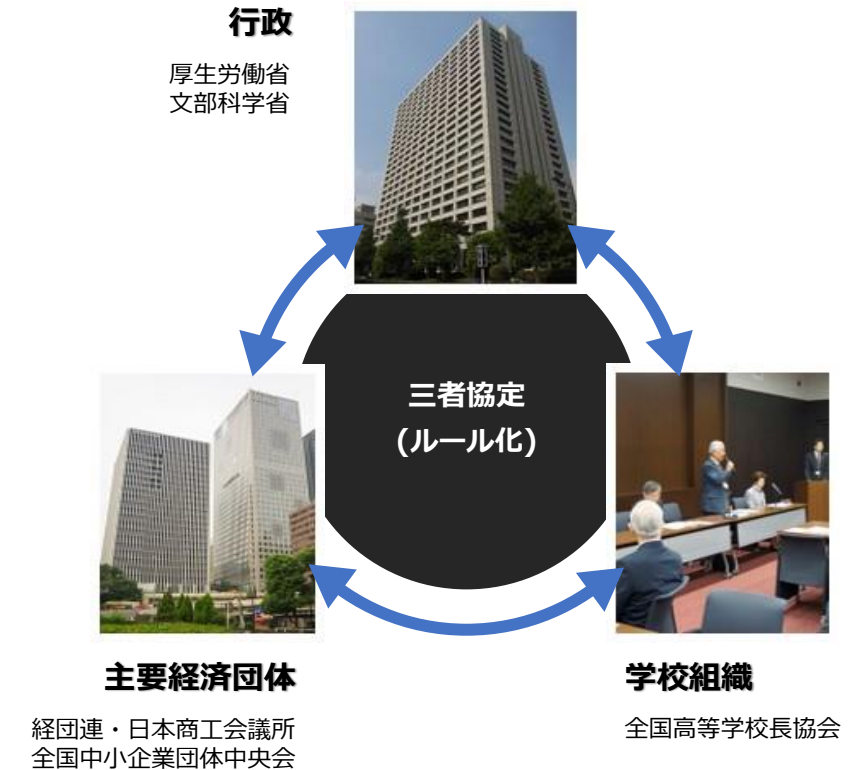 行政
厚生労働省
文部科学省
三者協定
(ルール化)
主要経済団体
経団連・日本商工会議所
全国中小企業団体中央会
学校組織
全国高等学校長協会